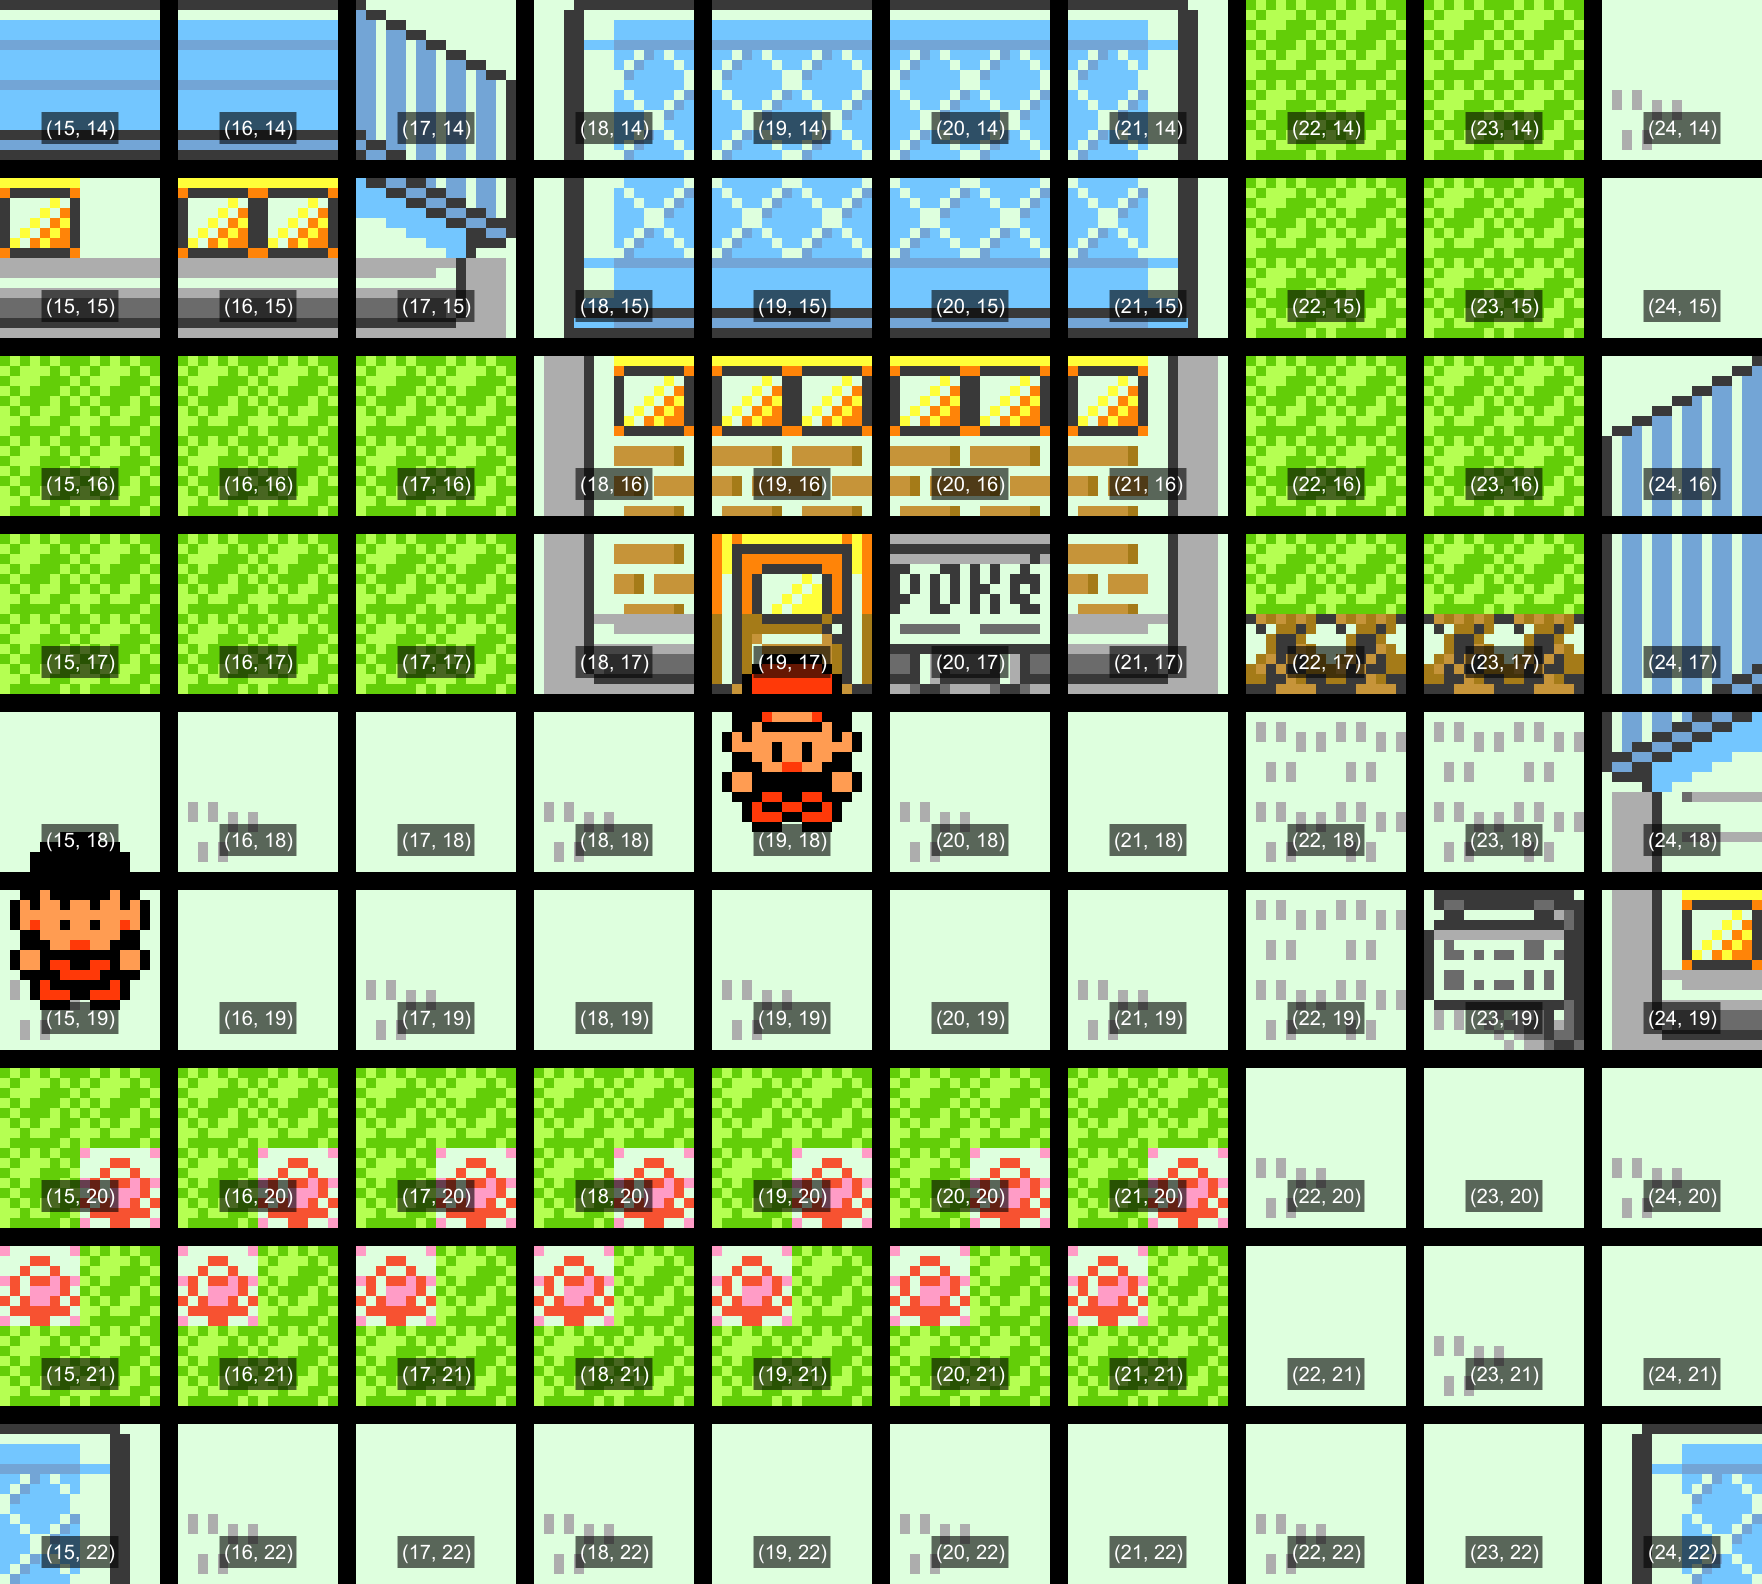 (15, 14) (16, 14) (17, 14) (18, 14) (19, 14) (20, 14) (21, 14) (22, 14) (23, 14) (24, 14)
(15, 15) (16, 15) (17, 15) (18, 15) (19, 15) (20, 15) (21, 15) (22, 15) (23, 15) (24, 15)
(15, 16) (16, 16) (17, 16) (18, 16) (19, 16) (20, 16) (21, 16) (22, 16) (23, 16) (24, 16)
POKé
(15, 17) (16, 17) (17, 17) (18, 17) (19, 17) (20, 17) (21, 17) (22, 17) (23, 17) (24, 17)
(15, 18) (16, 18) (17, 18) (18, 18) (19, 18) (20, 18) (21, 18) (22, 18) (23, 18) (24, 18)
(15, 19) (16, 19) (17, 19) (18, 19) (19, 19) (20, 19) (21, 19) (22, 19) (23, 19) (24, 19)
(15, 20) (16, 20) (17, 20) (18, 20) (19, 20) (20, 20) (21, 20) (22, 20) (23, 20) (24, 20)
(15, 21) (16, 21) (17, 21) (18, 21) (19, 21) (20, 21) (21, 21) (22, 21) (23, 21) (24, 21)
(15, 22) (16, 22) (17, 22) (18, 22) (19, 22) (20, 22) (21, 22) (22, 22) (23, 22) (24, 22)